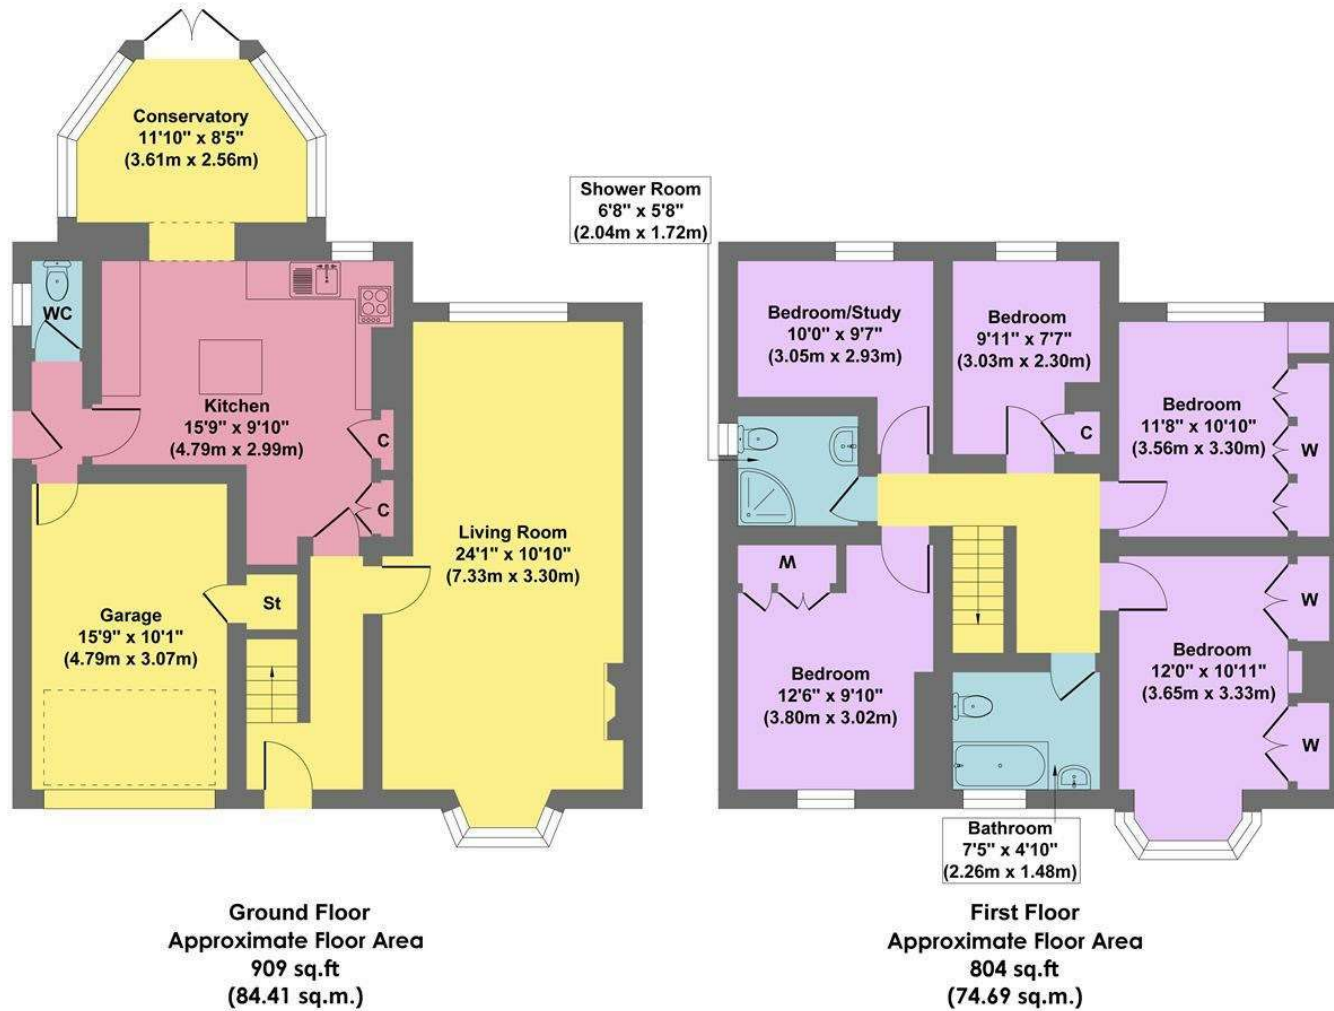 Conservatory
11'10" x 8'5"
(3.61m x 2.56m)
WC
Kitchen
15'9" x 9'10"
(4.79m x 2.99m)
C
C
Living Room
24'1" x 10'10"
(7.33m x 3.30m)
St
Garage
15'9" x 10'1"
(4.79m x 3.07m)
Ground Floor
Approximate Floor Area
909 sq.ft
(84.41 sq.m.)
Shower Room
6'8" x 5'8"
(2.04m x 1.72m)
Bedroom/Study
10'0" x 9'7"
(3.05m x 2.93m)
Bedroom
9'11" x 7'7"
(3.03m x 2.30m)
C
Bedroom
11'8" x 10'10"
(3.56m x 3.30m)
W
W
Bedroom
12'6" x 9'10"
(3.80m x 3.02m)
W
Bedroom
12'0" x 10'11"
(3.65m x 3.33m)
W
Bathroom
7'5" x 4'10"
(2.26m x 1.48m)
First Floor
Approximate Floor Area
804 sq.ft
(74.69 sq.m.)